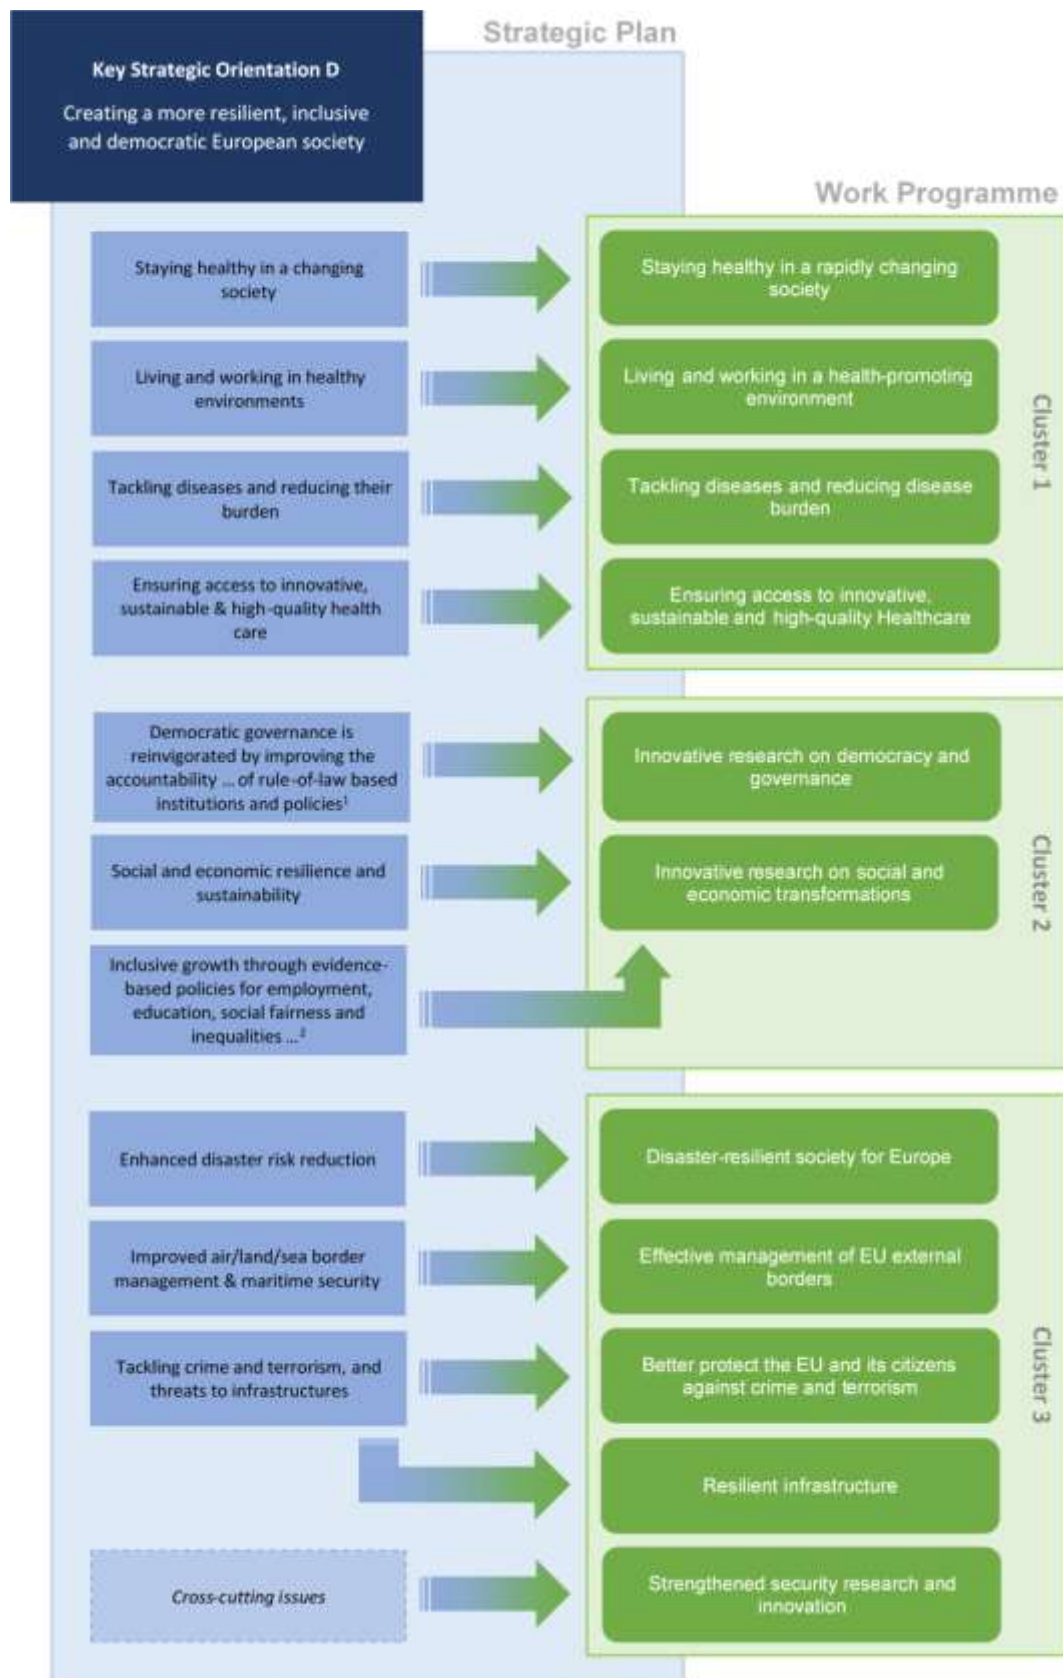 Strategic Plan
Key Strategic Orientation D
Creating a more resilient, inclusive
and democratic European society
Work Programme
Staying healthy in a changing
society
Staying healthy in a rapidly changing
society
Living and working in healthy
environments
Living and working in a health-promoting
environment
Tackling diseases and reducing their
burden
Tackling diseases and reducing disease
burden
Ensuring access to innovative,
sustainable & high-quality health
care
Ensuring access to innovative,
sustainable and high-quality Healthcare
Cluster 1
Democratic governance is
reinvigorated by improving the
accountability ... of rule-of-law based
institutions and policies¹
Innovative research on democracy and
governance
Social and economic resilience and
sustainability
Innovative research on social and
economic transformations
Inclusive growth through evidence-
based policies for employment,
education, social fairness and
inequalities ...²
Cluster 2
Enhanced disaster risk reduction
Disaster-resilient society for Europe
Improved air/land/sea border
management & maritime security
Effective management of EU external
borders
Tackling crime and terrorism, and
threats to infrastructures
Better protect the EU and its citizens
against crime and terrorism
Resilient infrastructure
Cross-cutting issues
Strengthened security research and
innovation
Cluster 3